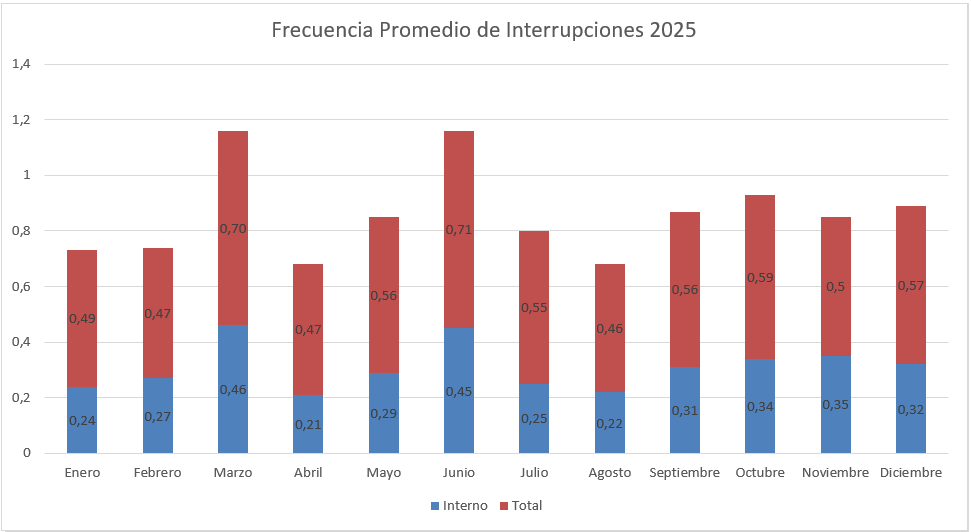 Frecuencia Promedio de Interrupciones 2025
1,4
1,2
1
0,8
0,6
0,4
0,2
0
0,49 0,47 0,70 0,47 0,56 0,71 0,55 0,46 0,56 0,59 0,5 0,57
0,24 0,27 0,46 0,21 0,29 0,45 0,25 0,22 0,31 0,34 0,35 0,32
Enero Febrero Marzo Abril Mayo Junio Julio Agosto Septiembre Octubre Noviembre Diciembre
Interno Total